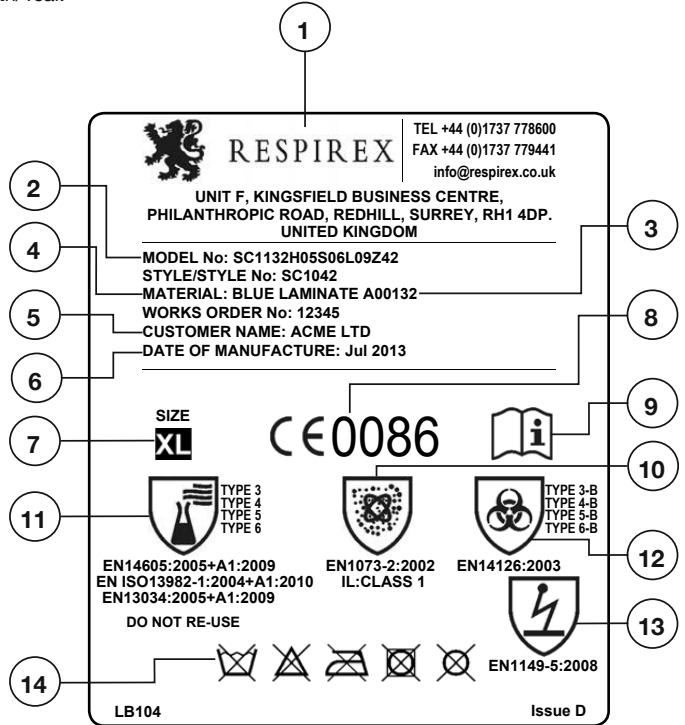 1
RESPIREX
TEL +44 (0)1737 778600
FAX +44 (0)1737 779441
info@respirex.co.uk
UNIT F, KINGSFIELD BUSINESS CENTRE,
PHILANTHROPIC ROAD, REDHILL, SURREY, RH1 4DP.
UNITED KINGDOM
2
3
4
MODEL No: SC1132H05S06L09Z42
STYLE/STYLE No: SC1042
MATERIAL: BLUE LAMINATE A00132
WORKS ORDER No: 12345
CUSTOMER NAME: ACME LTD
DATE OF MANUFACTURE: Jul 2013
5
6
8
SIZE
XL
7
CE0086
i
9
10
11
TYPE 3
TYPE 4
TYPE 5
TYPE 6
TYPE 3-B
TYPE 4-B
TYPE 5-B
TYPE 6-B
12
EN14605:2005+A1:2009
EN ISO13982-1:2004+A1:2010
EN13034:2005+A1:2009
EN1073-2:2002
IL:CLASS 1
EN14126:2003
DO NOT RE-USE
13
EN1149-5:2008
14
LB104
Issue D